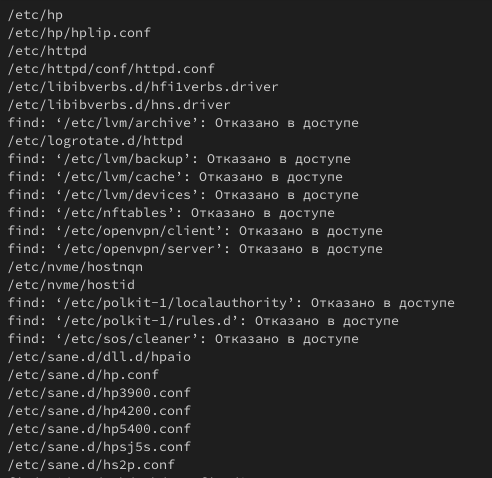 /etc/hp
/etc/hp/hplip.conf
/etc/httpd
/etc/httpd/conf/httpd.conf
/etc/libibverbs.d/hfi1verbs.driver
/etc/libibverbs.d/hns.driver
find: ‘/etc/lvm/archive’: Отказано в доступе
/etc/logrotate.d/httpd
find: ‘/etc/lvm/backup’: Отказано в доступе
find: ‘/etc/lvm/cache’: Отказано в доступе
find: ‘/etc/lvm/devices’: Отказано в доступе
find: ‘/etc/nftables’: Отказано в доступе
find: ‘/etc/openvpn/client’: Отказано в доступе
find: ‘/etc/openvpn/server’: Отказано в доступе
/etc/nvme/hostnqn
/etc/nvme/hostid
find: ‘/etc/polkit-1/localauthority’: Отказано в доступе
find: ‘/etc/polkit-1/rules.d’: Отказано в доступе
find: ‘/etc/sos/cleaner’: Отказано в доступе
/etc/sane.d/dll.d/hpaio
/etc/sane.d/hp.conf
/etc/sane.d/hp3900.conf
/etc/sane.d/hp4200.conf
/etc/sane.d/hp5400.conf
/etc/sane.d/hpsj5s.conf
/etc/sane.d/hs2p.conf